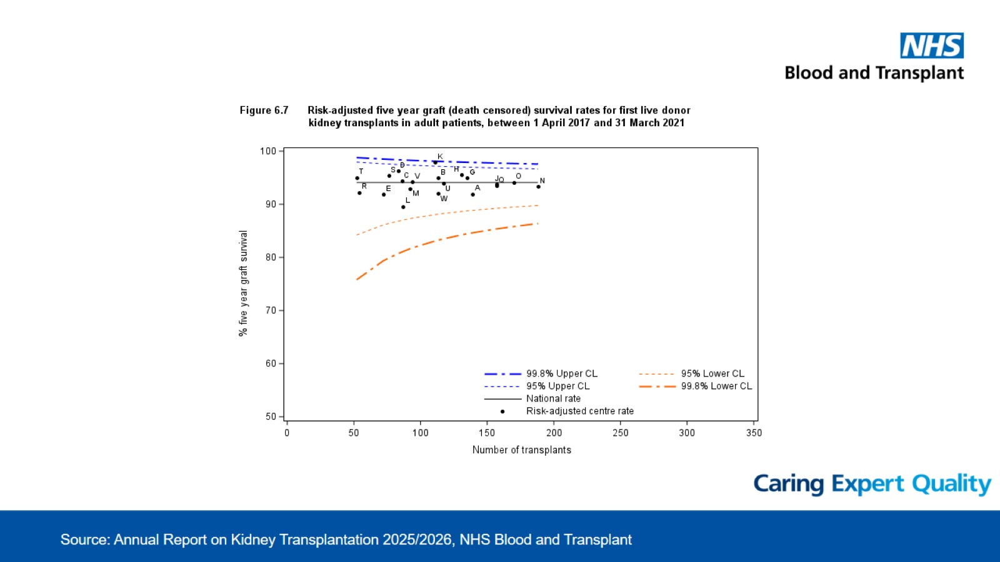 NHS
Blood and Transplant
Figure 6.7 Risk-adjusted five year graft (death censored) survival rates for first live donor
kidney transplants in adult patients, between 1 April 2017 and 31 March 2021
% five year graft survival
100
90
80
70
60
50
T
R
S
D
E
C
V
M
L
K
B
U
W
H
G
A
J
Q
O
N
99.8% Upper CL
95% Upper CL
National rate
Risk-adjusted centre rate
95% Lower CL
99.8% Lower CL
0 50 100 150 200 250 300 350
Number of transplants
Caring Expert Quality
Source: Annual Report on Kidney Transplantation 2025/2026, NHS Blood and Transplant